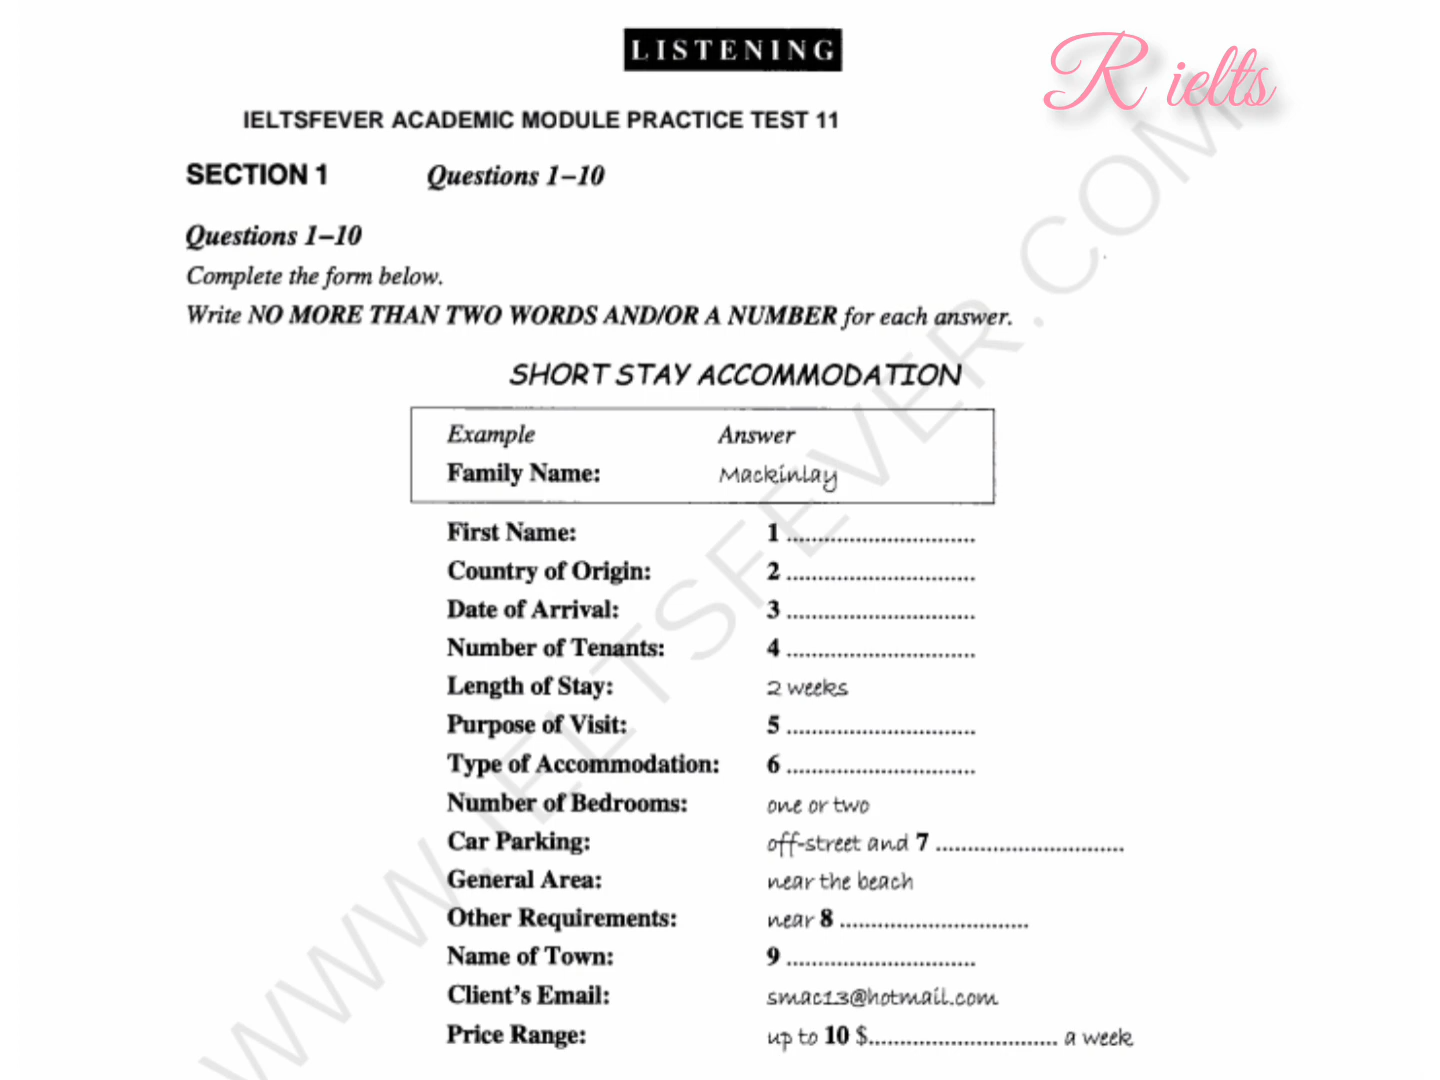 LISTENING
R ielts
IELTSFEVER ACADEMIC MODULE PRACTICE TEST 11
SECTION 1 Questions 1–10
Questions 1–10
Complete the form below.
Write NO MORE THAN TWO WORDS AND/OR A NUMBER for each answer.
SHORT STAY ACCOMMODATION
Example Answer
Family Name: Mackinlay
First Name: 1 ..............................
Country of Origin: 2 ..............................
Date of Arrival: 3 ..............................
Number of Tenants: 4 ..............................
Length of Stay: 2 weeks
Purpose of Visit: 5 ..............................
Type of Accommodation: 6 ..............................
Number of Bedrooms: one or two
Car Parking: off-street and 7 ..............................
General Area: near the beach
Other Requirements: near 8 ..............................
Name of Town: 9 ..............................
Client's Email: smac13@hotmail.com
Price Range: up to 10 $.............................. a week
WWW.IELTSFEVER.COM